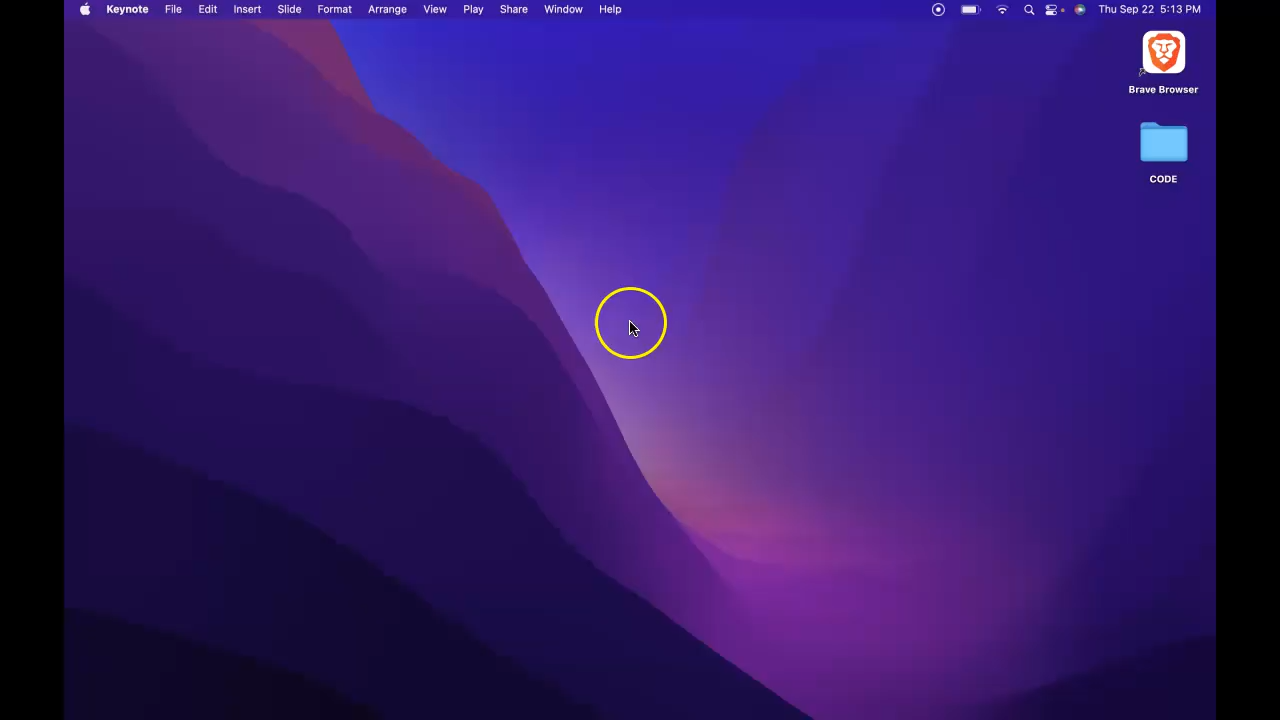 Keynote File Edit Insert Slide Format Arrange View Play Share Window Help Thu Sep 22 5:13 PM
Brave Browser
CODE